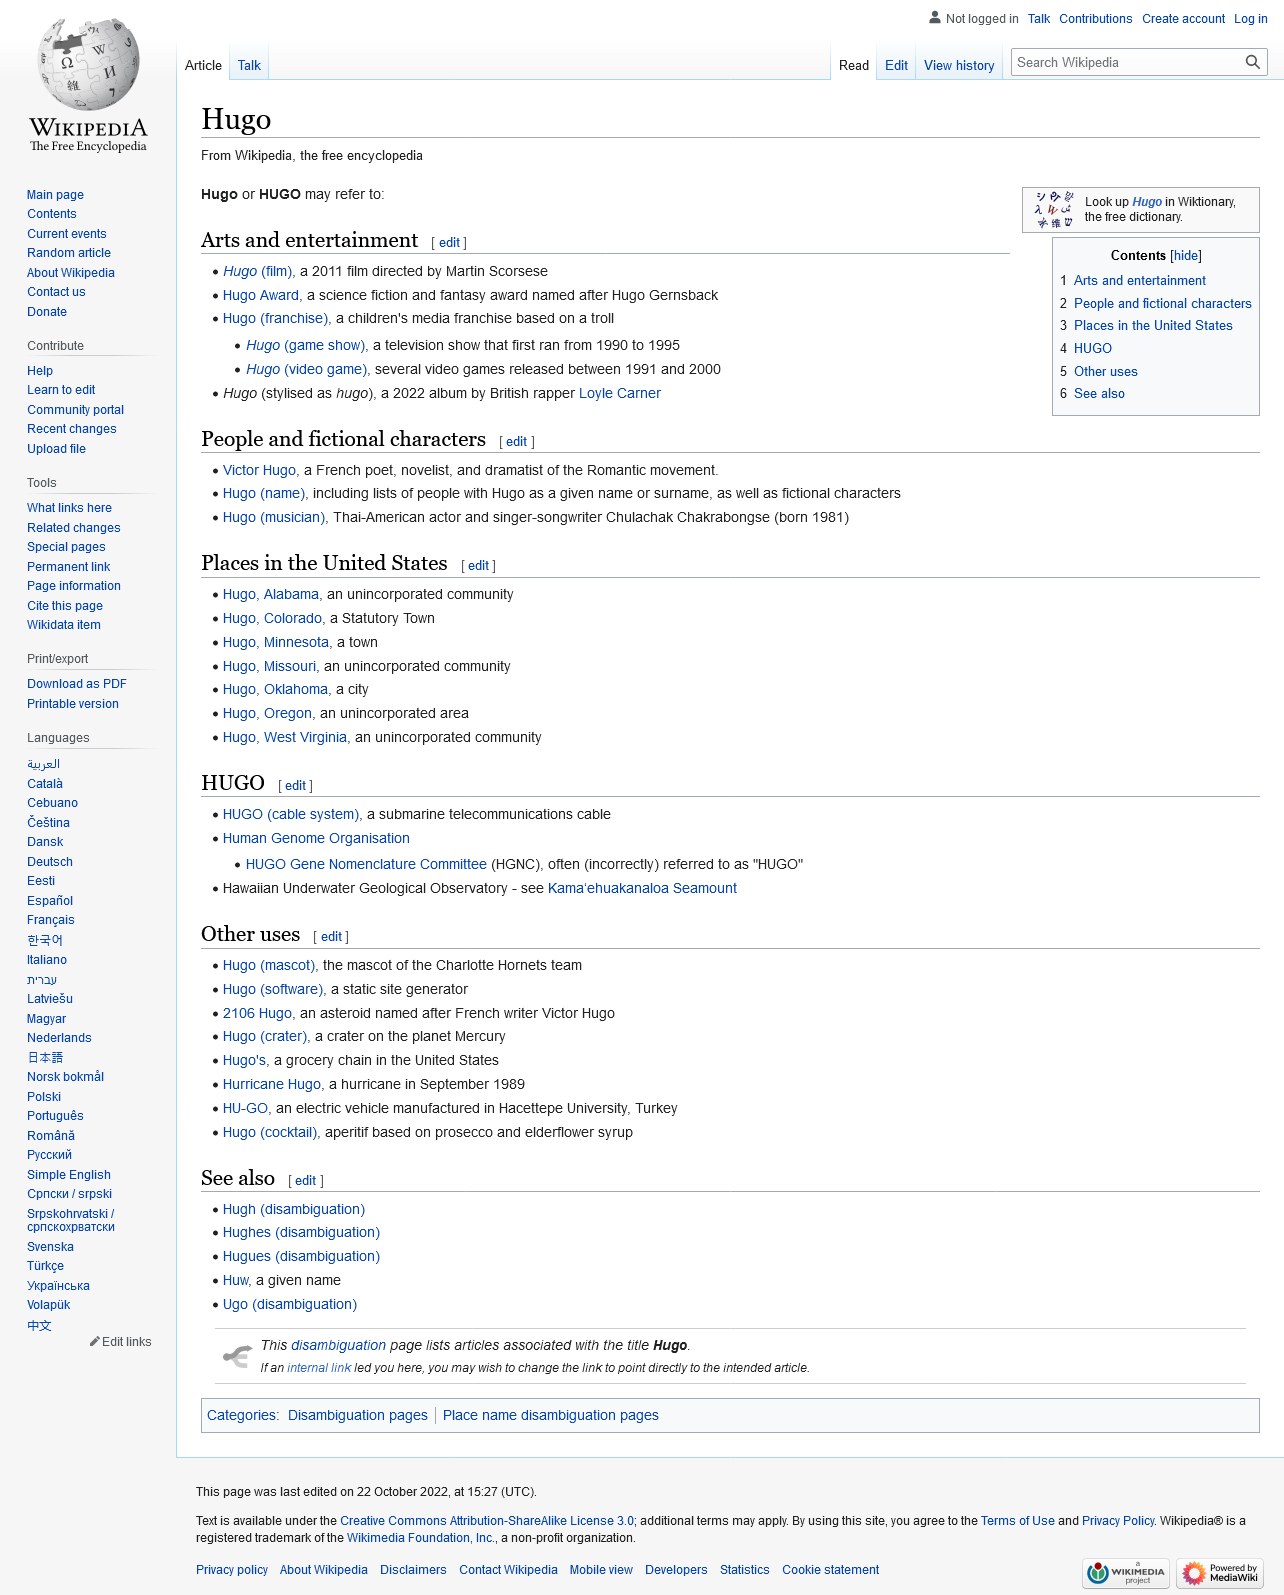 Not logged in Talk Contributions Create account Log in
Article Talk Read Edit View history Search Wikipedia
WIKIPEDIA
The Free Encyclopedia
Main page
Contents
Current events
Random article
About Wikipedia
Contact us
Donate
Contribute
Help
Learn to edit
Community portal
Recent changes
Upload file
Tools
What links here
Related changes
Special pages
Permanent link
Page information
Cite this page
Wikidata item
Print/export
Download as PDF
Printable version
Languages
العربية
Català
Cebuano
Čeština
Dansk
Deutsch
Eesti
Español
Français
한국어
Italiano
עברית
Latviešu
Magyar
Nederlands
日本語
Norsk bokmål
Polski
Português
Română
Русский
Simple English
Српски / srpski
Srpskohrvatski /
српскохрватски
Svenska
Türkçe
Українська
Volapük
中文
Edit links
Hugo
From Wikipedia, the free encyclopedia
Hugo or HUGO may refer to:
Look up Hugo in Wiktionary,
the free dictionary.
Contents [hide]
1 Arts and entertainment
2 People and fictional characters
3 Places in the United States
4 HUGO
5 Other uses
6 See also
Arts and entertainment [ edit ]
• Hugo (film), a 2011 film directed by Martin Scorsese
• Hugo Award, a science fiction and fantasy award named after Hugo Gernsback
• Hugo (franchise), a children's media franchise based on a troll
• Hugo (game show), a television show that first ran from 1990 to 1995
• Hugo (video game), several video games released between 1991 and 2000
• Hugo (stylised as hugo), a 2022 album by British rapper Loyle Carner
People and fictional characters [ edit ]
• Victor Hugo, a French poet, novelist, and dramatist of the Romantic movement.
• Hugo (name), including lists of people with Hugo as a given name or surname, as well as fictional characters
• Hugo (musician), Thai-American actor and singer-songwriter Chulachak Chakrabongse (born 1981)
Places in the United States [ edit ]
• Hugo, Alabama, an unincorporated community
• Hugo, Colorado, a Statutory Town
• Hugo, Minnesota, a town
• Hugo, Missouri, an unincorporated community
• Hugo, Oklahoma, a city
• Hugo, Oregon, an unincorporated area
• Hugo, West Virginia, an unincorporated community
HUGO [ edit ]
• HUGO (cable system), a submarine telecommunications cable
• Human Genome Organisation
• HUGO Gene Nomenclature Committee (HGNC), often (incorrectly) referred to as "HUGO"
• Hawaiian Underwater Geological Observatory - see Kamaʻehuakanaloa Seamount
Other uses [ edit ]
• Hugo (mascot), the mascot of the Charlotte Hornets team
• Hugo (software), a static site generator
• 2106 Hugo, an asteroid named after French writer Victor Hugo
• Hugo (crater), a crater on the planet Mercury
• Hugo's, a grocery chain in the United States
• Hurricane Hugo, a hurricane in September 1989
• HU-GO, an electric vehicle manufactured in Hacettepe University, Turkey
• Hugo (cocktail), aperitif based on prosecco and elderflower syrup
See also [ edit ]
• Hugh (disambiguation)
• Hughes (disambiguation)
• Hugues (disambiguation)
• Huw, a given name
• Ugo (disambiguation)
This disambiguation page lists articles associated with the title Hugo.
If an internal link led you here, you may wish to change the link to point directly to the intended article.
Categories: Disambiguation pages | Place name disambiguation pages
This page was last edited on 22 October 2022, at 15:27 (UTC).
Text is available under the Creative Commons Attribution-ShareAlike License 3.0; additional terms may apply. By using this site, you agree to the Terms of Use and Privacy Policy. Wikipedia® is a
registered trademark of the Wikimedia Foundation, Inc., a non-profit organization.
Privacy policy About Wikipedia Disclaimers Contact Wikipedia Mobile view Developers Statistics Cookie statement
a WIKIMEDIA project
Powered by MediaWiki